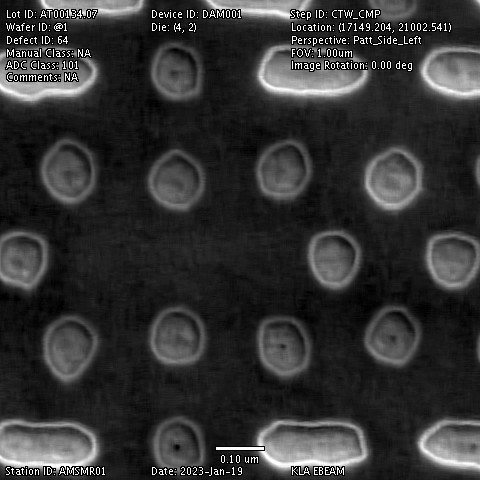 Lot ID: AT00134.07 Device ID: DAM001 Step ID: CTW_CMP
Wafer ID: @1 Die: (4, 2) Location: (17149.204, 21002.541)
Defect ID: 64 Perspective: Patt_Side_Left
Manual Class: NA FOV:1.00um
ADC Class: 101 Image Rotation: 0.00 deg
Comments: NA
0.10 um
Station ID: AMSMR01 Date: 2023-Jan-19 KLA EBEAM